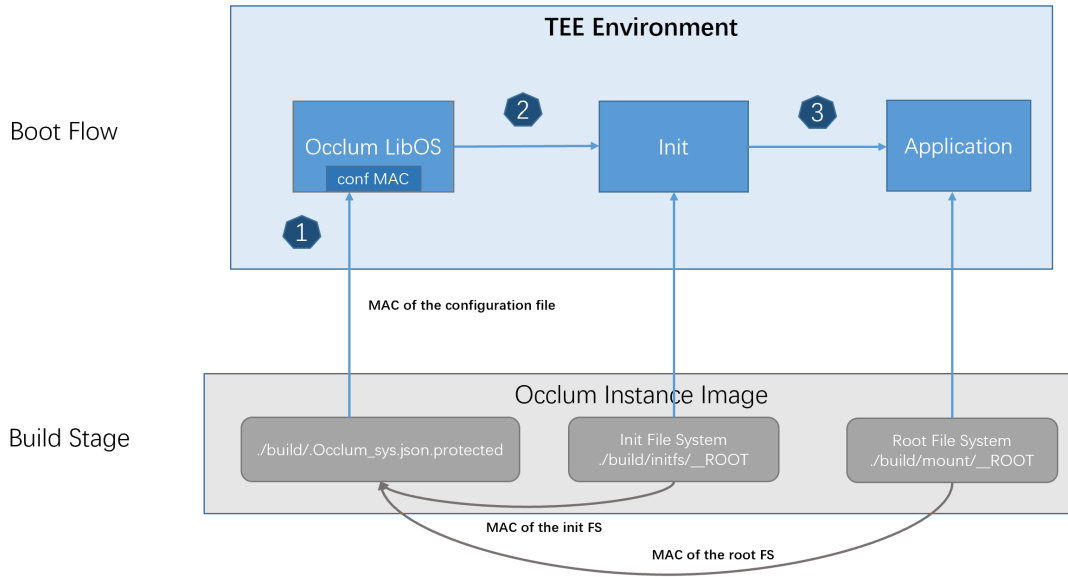 TEE Environment
Boot Flow
2
3
Occlum LibOS
conf MAC
Init
Application
1
MAC of the configuration file
Occlum Instance Image
Build Stage
./build/.Occlum_sys.json.protected
Init File System
./build/initfs/__ROOT
Root File System
./build/mount/__ROOT
MAC of the init FS
MAC of the root FS